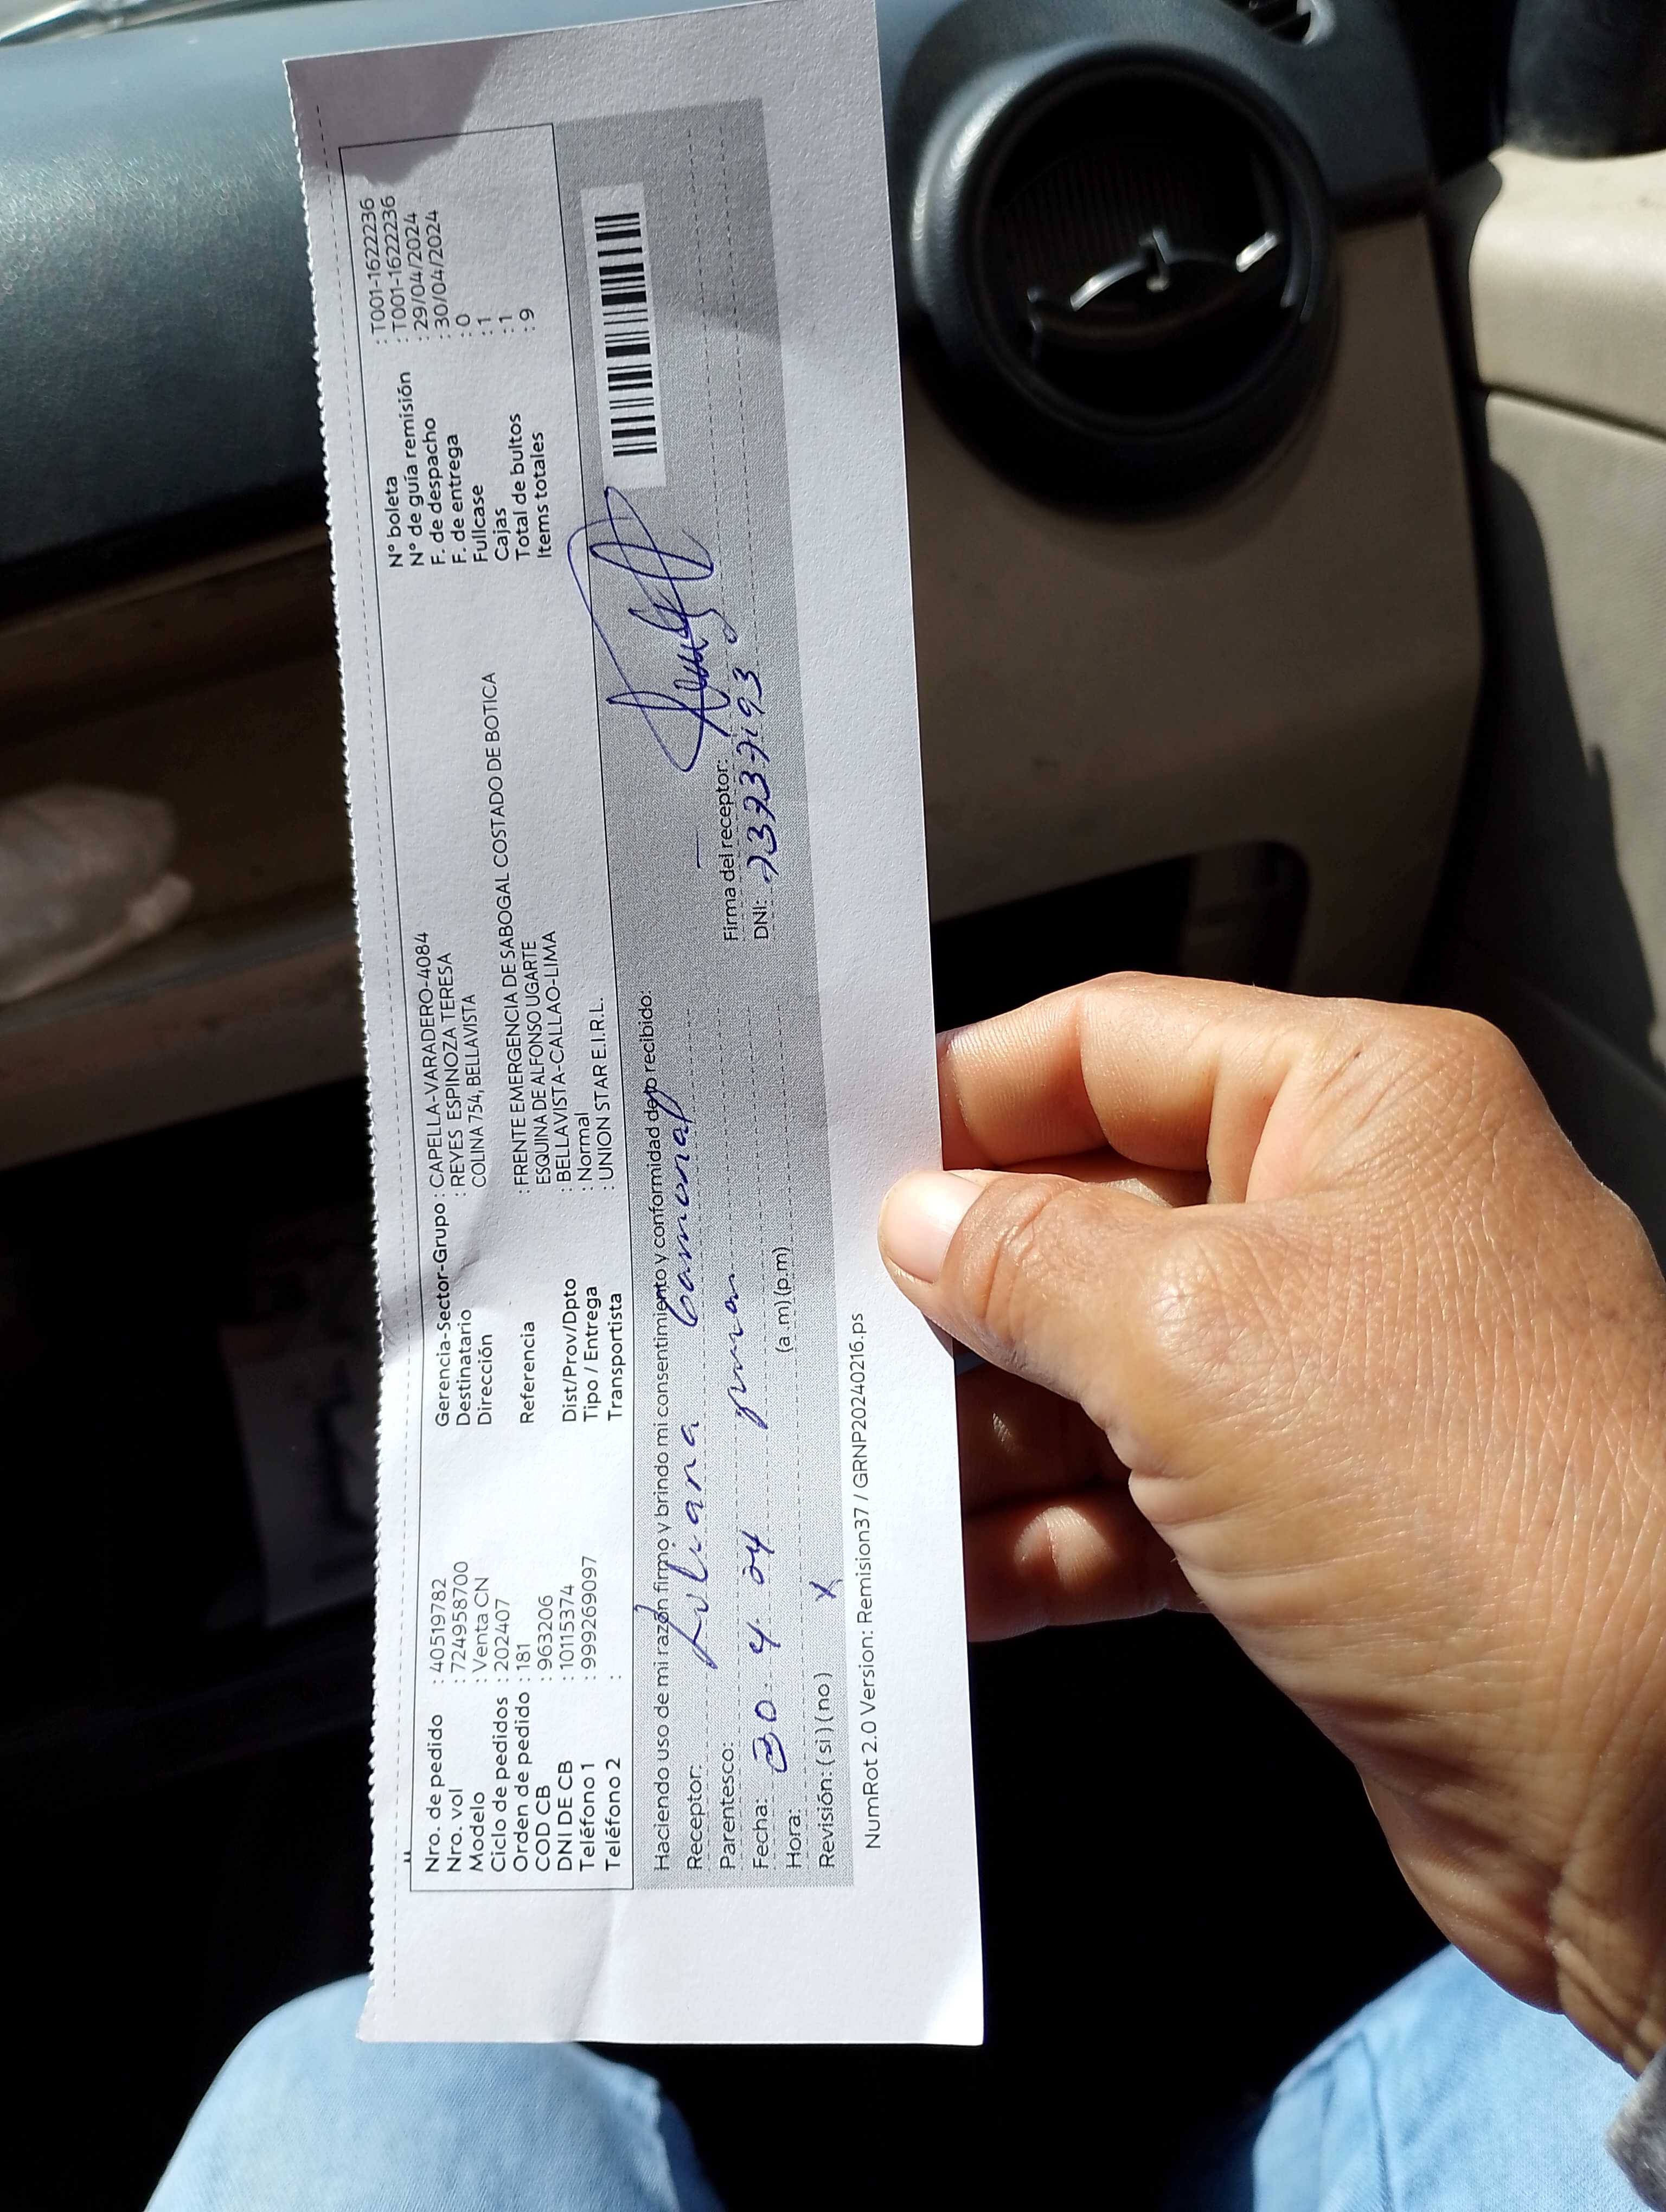 Nro. de pedido : 40519782
Nro. vol : 724958700
Modelo : Venta CN
Ciclo de pedidos : 202407
Orden de pedido : 181
COD CB : 963206
DNI DE CB : 10115374
Teléfono 1 : 999269097
Teléfono 2 :
Gerencia-Sector-Grupo : CAPELLA-VARADERO-4084
Destinatario : REYES ESPINOZA TERESA
Dirección COLINA 754, BELLAVISTA
Referencia : FRENTE EMERGENCIA DE SABOGAL COSTADO DE BOTICA
ESQUINA DE ALFONSO UGARTE
Dist/Prov/Dpto : BELLAVISTA-CALLAO-LIMA
Tipo / Entrega : Normal
Transportista : UNION STAR E.I.R.L.
N° boleta : T001-1622236
N° de guía remisión : T001-1622236
F. de despacho : 29/04/2024
F. de entrega : 30/04/2024
Fullcase : 0
Cajas : 1
Total de bultos : 1
Items totales : 9
Haciendo uso de mi razón firmo y brindo mi consentimiento y conformidad de lo recibido:
Receptor: Luliana
Parentesco:
Fecha: 30 4 24
Hora: (a.m)(p.m)
Revisión: (si) (no) X
Firma del receptor:
DNI:
NumRot 2.0 Version: Remision37 / GRNP20240216.ps